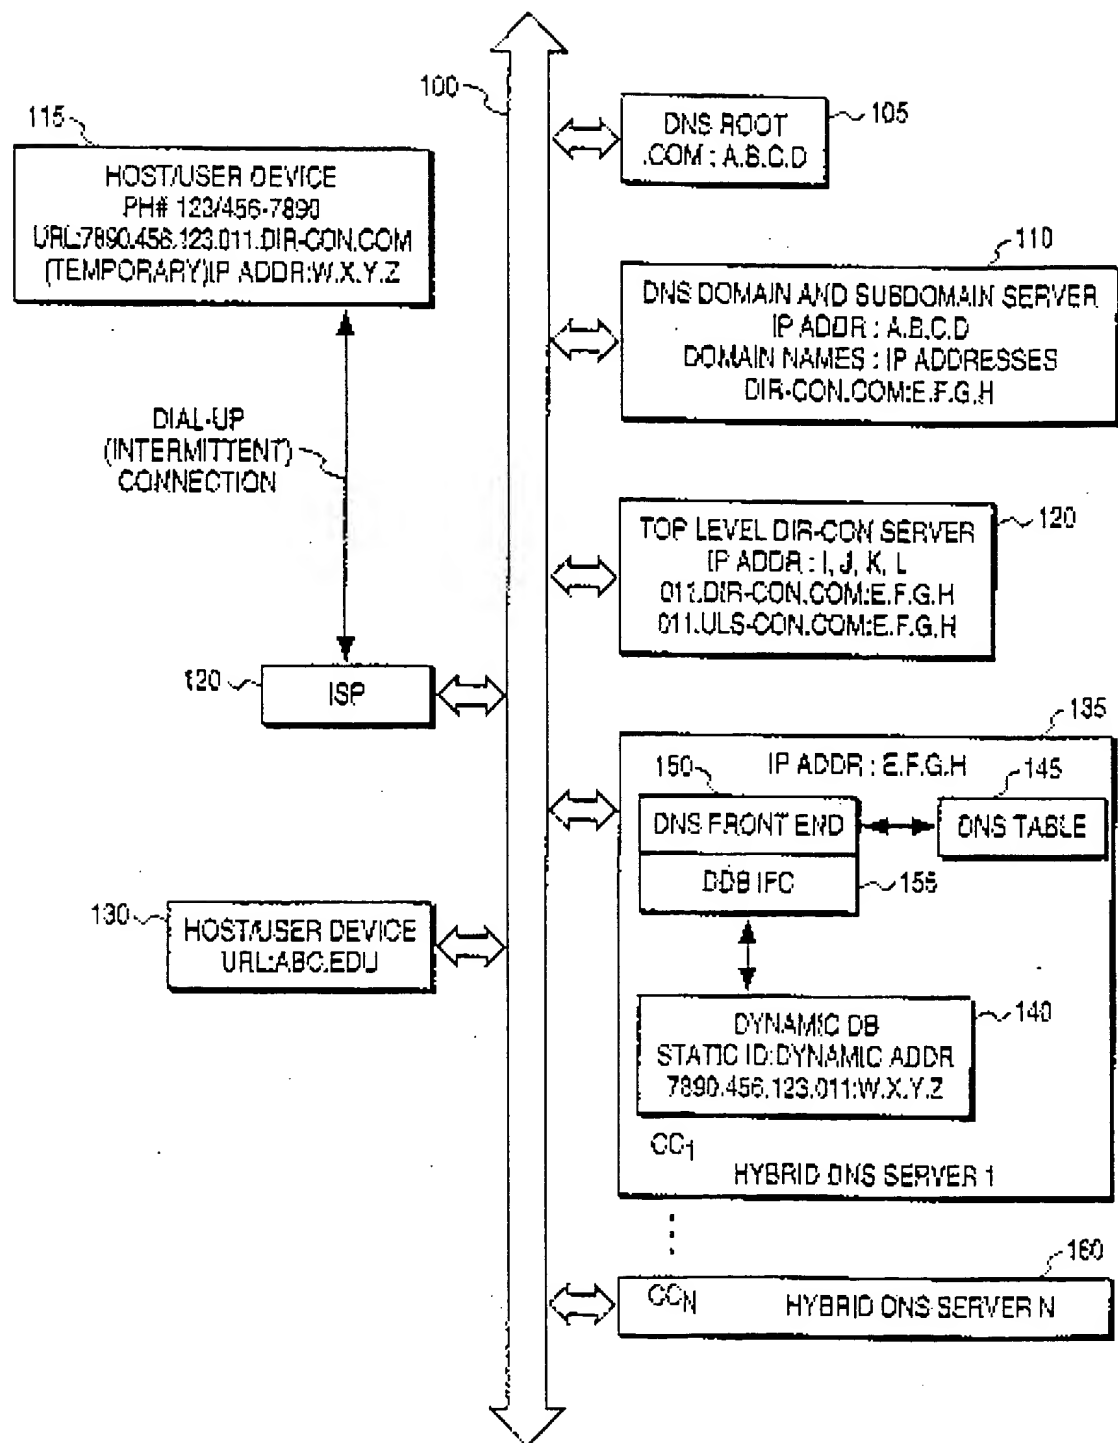 100
115
HOST/USER DEVICE
PH# 123/456-7890
URL:7890.456.123.011.DIR-CON.COM
(TEMPORARY)IP ADDR:W.X.Y.Z
DIAL-UP
(INTERMITTENT)
CONNECTION
120
ISP
130
HOST/USER DEVICE
URL:ABC.EDU
105
DNS ROOT
.COM : A.B.C.D
110
DNS DOMAIN AND SUBDOMAIN SERVER
IP ADDR : A.B.C.D
DOMAIN NAMES : IP ADDRESSES
DIR-CON.COM:E.F.G.H
120
TOP LEVEL DIR-CON SERVER
IP ADDR : I, J, K, L
011.DIR-CON.COM:E.F.G.H
011.ULS-CON.COM:E.F.G.H
135
IP ADDR : E.F.G.H
150
145
DNS FRONT END
DNS TABLE
DDB IFC
155
140
DYNAMIC DB
STATIC ID:DYNAMIC ADDR
7890.456.123.011:W.X.Y.Z
CC1
HYBRID DNS SERVER 1
160
CCN
HYBRID DNS SERVER N